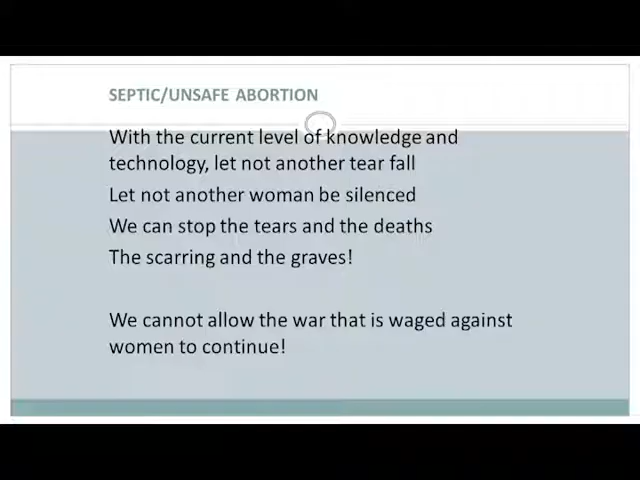 SEPTIC/UNSAFE ABORTION
With the current level of knowledge and
technology, let not another tear fall
Let not another woman be silenced
We can stop the tears and the deaths
The scarring and the graves!
We cannot allow the war that is waged against
women to continue!